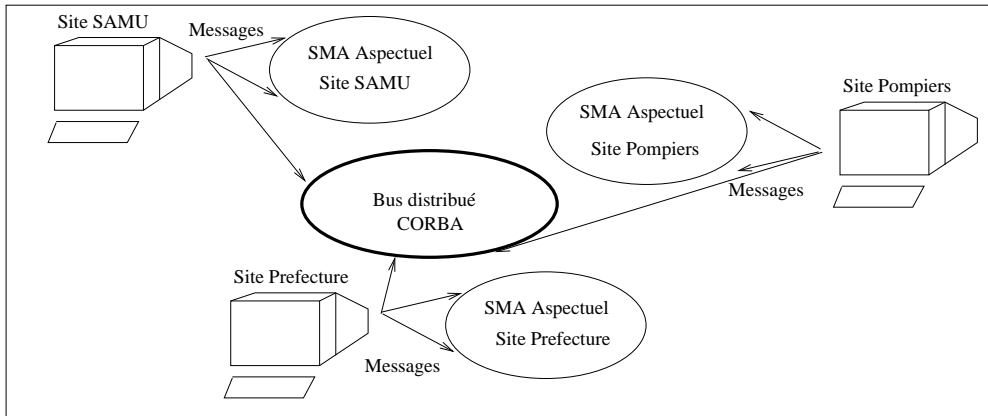 Site SAMU
Messages
SMA Aspectuel
Site SAMU
Site Pompiers
SMA Aspectuel
Site Pompiers
Messages
Bus distribué
CORBA
Site Prefecture
SMA Aspectuel
Site Prefecture
Messages